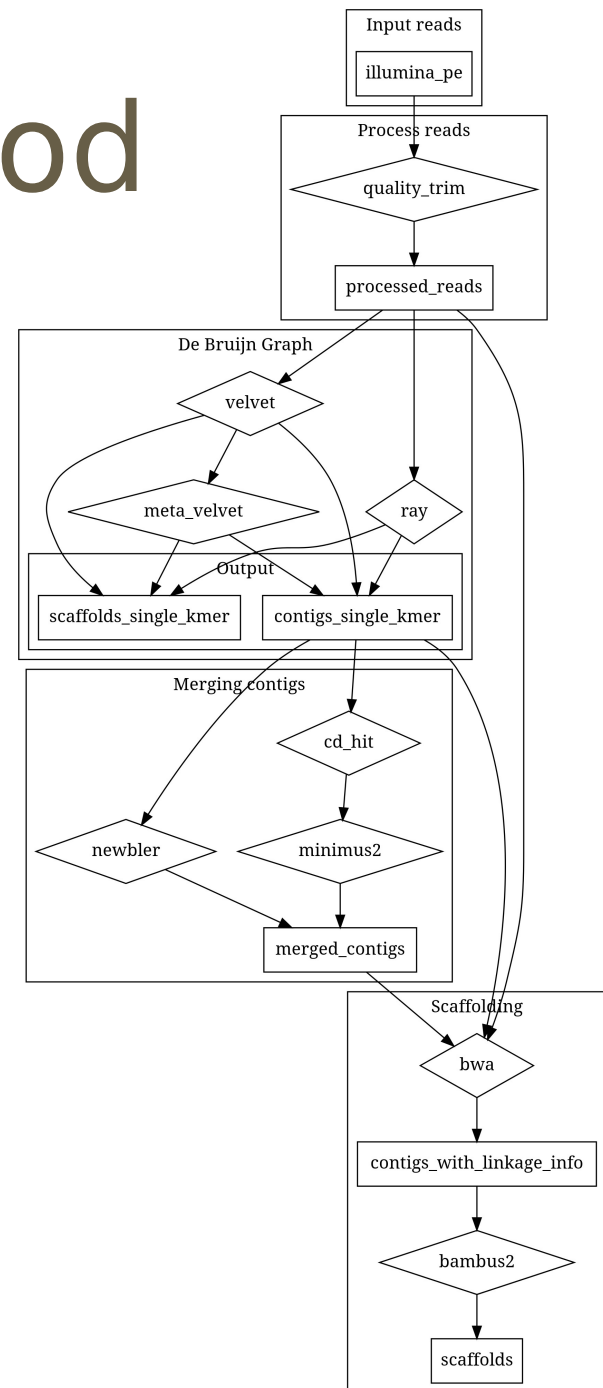 od
Input reads
illumina_pe
Process reads
quality_trim
processed_reads
De Bruijn Graph
velvet
meta_velvet
ray
Output
scaffolds_single_kmer
contigs_single_kmer
Merging contigs
cd_hit
newbler
minimus2
merged_contigs
Scaffolding
bwa
contigs_with_linkage_info
bambus2
scaffolds